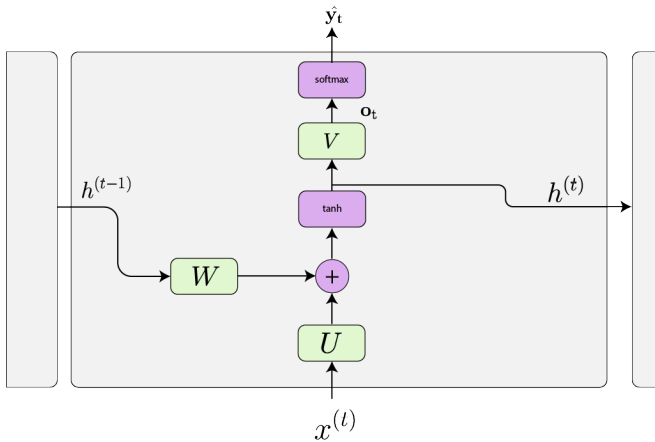 ŷₜ
softmax
oₜ
V
h⁽ᵗ⁻¹⁾
h⁽ᵗ⁾
tanh
W
+
U
x⁽ᵗ⁾